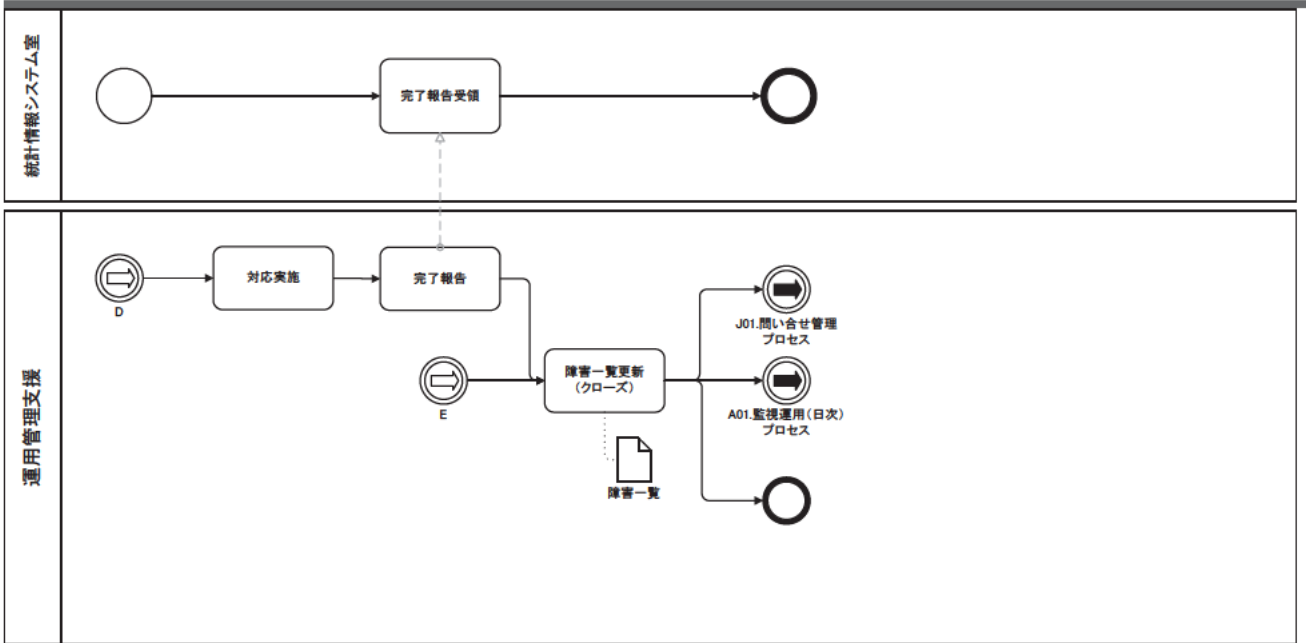 統計情報システム室
完了報告受領
運用管理支援
D
対応実施
完了報告
E
障害一覧更新
(クローズ)
障害一覧
J01.問い合せ管理
プロセス
A01.監視運用(日次)
プロセス